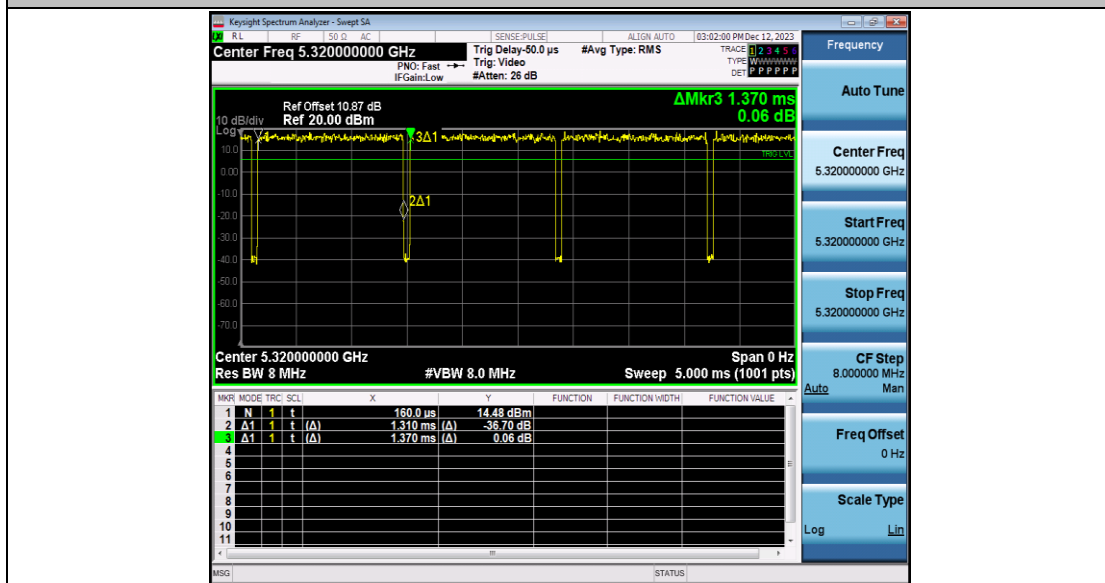 Keysight Spectrum Analyzer - Swept SA
RL RF 50 Ω AC SENSE:PULSE ALIGN AUTO 03:02:00 PM Dec 12, 2023
Center Freq 5.320000000 GHz
PNO: Fast
IFGain:Low
Trig Delay-50.0 µs
Trig: Video
#Atten: 26 dB
#Avg Type: RMS
TRACE 1 2 3 4 5 6
TYPE WWWWWW
DET P P P P P P
ΔMkr3 1.370 ms
0.06 dB
Ref Offset 10.87 dB
10 dB/div Ref 20.00 dBm
Log
3Δ1
TRIG LVL
10.0
0.00
-10.0
2Δ1
-20.0
-30.0
-40.0
-50.0
-60.0
-70.0
Center 5.320000000 GHz Span 0 Hz
Res BW 8 MHz #VBW 8.0 MHz Sweep 5.000 ms (1001 pts)
MKR MODE TRC SCL X Y FUNCTION FUNCTION WIDTH FUNCTION VALUE
1 N 1 t 160.0 µs 14.48 dBm
2 Δ1 1 t (Δ) 1.310 ms (Δ) -36.70 dB
3 Δ1 1 t (Δ) 1.370 ms (Δ) 0.06 dB
4
5
6
7
8
9
10
11
MSG STATUS
Frequency
Auto Tune
Center Freq
5.320000000 GHz
Start Freq
5.320000000 GHz
Stop Freq
5.320000000 GHz
CF Step
8.000000 MHz
Auto Man
Freq Offset
0 Hz
Scale Type
Log Lin